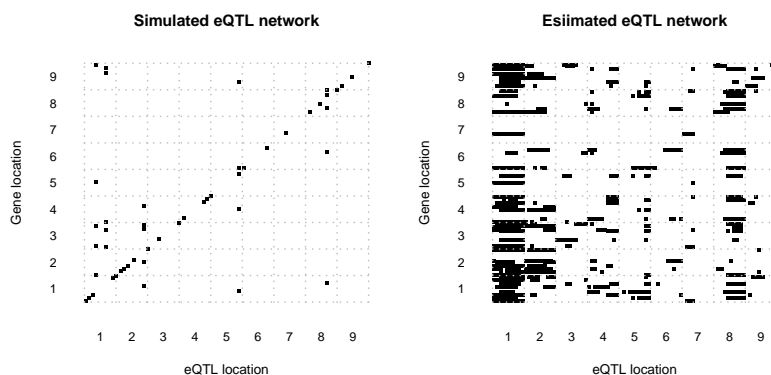 Simulated eQTL network
9
8
7
6
5
4
3
2
1
Gene location
1 2 3 4 5 6 7 8 9
eQTL location
Esiimated eQTL network
9
8
7
6
5
4
3
2
1
Gene location
1 2 3 4 5 6 7 8 9
eQTL location